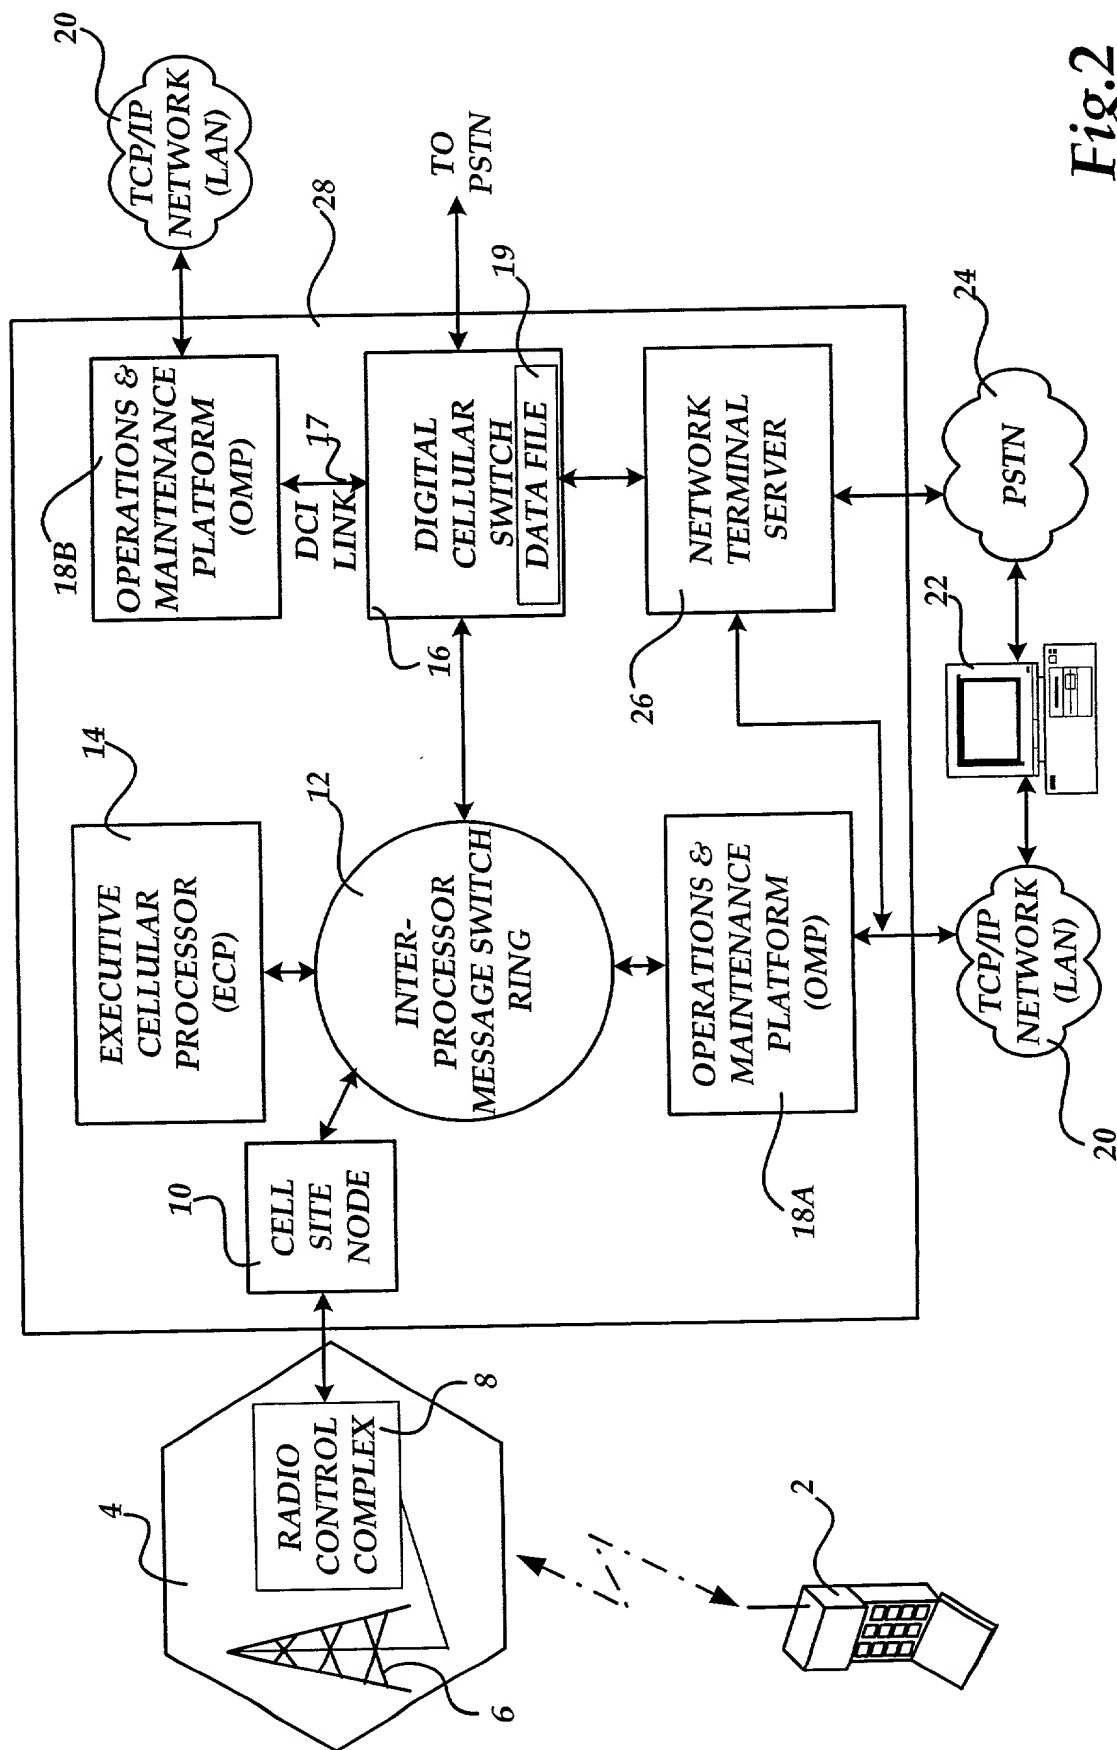 20
TCP/IP
NETWORK
(LAN)
28
18B
OPERATIONS &
MAINTENANCE
PLATFORM
(OMP)
DCI
LINK
17
TO
PSTN
14
EXECUTIVE
CELLULAR
PROCESSOR
(ECP)
16
DIGITAL
CELLULAR
SWITCH
DATA FILE
19
12
INTER-
PROCESSOR
MESSAGE SWITCH
RING
10
CELL
SITE
NODE
4
RADIO
CONTROL
COMPLEX
8
6
26
NETWORK
TERMINAL
SERVER
18A
OPERATIONS &
MAINTENANCE
PLATFORM
(OMP)
24
PSTN
22
TCP/IP
NETWORK
(LAN)
20
2
Fig.2